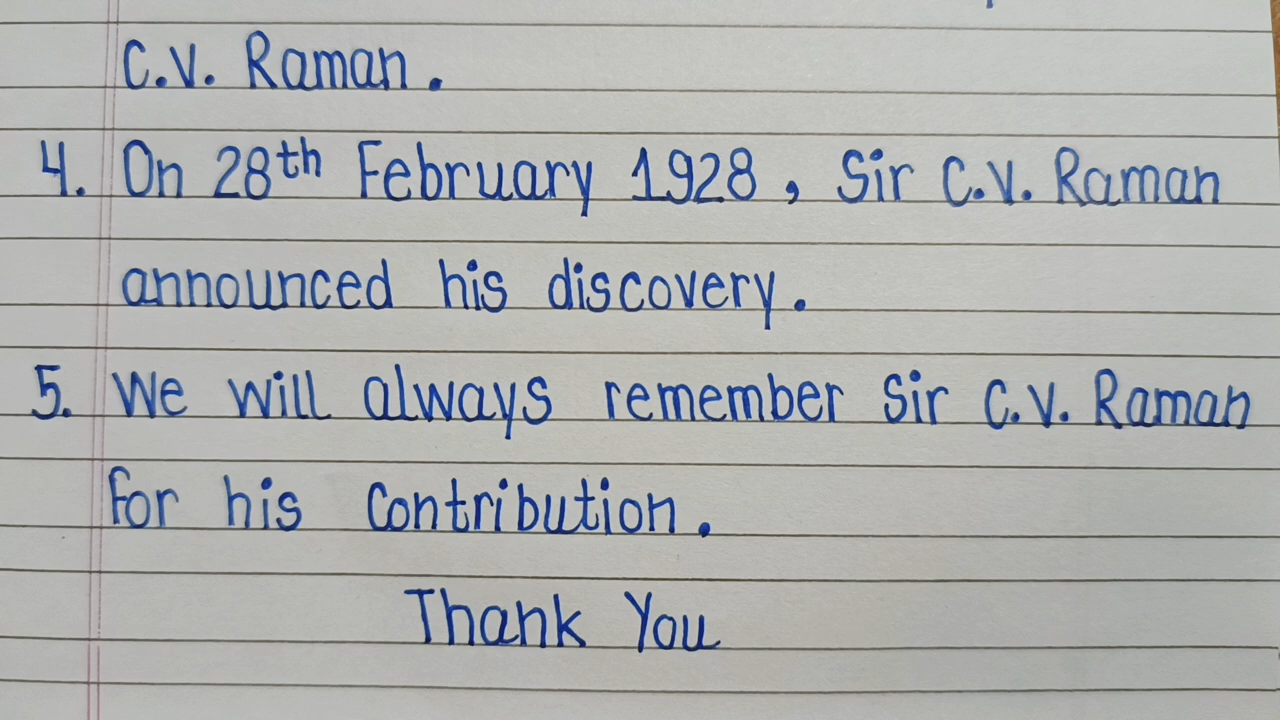 C.V. Raman.
4. On 28th February 1928, Sir C.V. Raman
announced his discovery.
5. We will always remember Sir C.V. Raman
for his Contribution.
Thank You